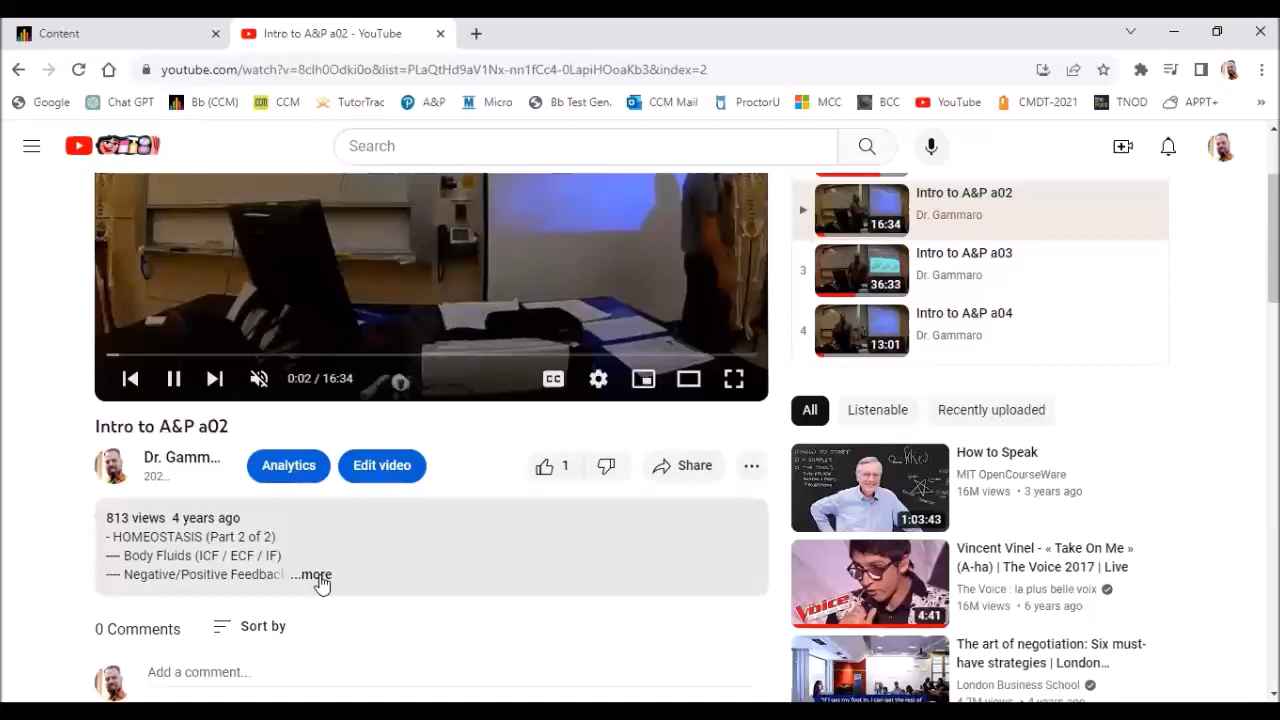 Content
Intro to A&P a02 - YouTube
youtube.com/watch?v=8clh0Odki0o&list=PLaQtHd9aV1Nx-nn1fCc4-0LapiHOoaKb3&index=2
Google
Chat GPT
Bb (CCM)
CCM
TutorTrac
A&P
Micro
Bb Test Gen.
CCM Mail
ProctorU
MCC
BCC
YouTube
CMDT-2021
TNOD
APPT+
»
Search
Intro to A&P a02
Dr. Gammaro
16:34
3
Intro to A&P a03
Dr. Gammaro
36:33
4
Intro to A&P a04
Dr. Gammaro
13:01
0:02 / 16:34
CC
Intro to A&P a02
Dr. Gamm...
202...
Analytics
Edit video
1
Share
813 views 4 years ago
- HOMEOSTASIS (Part 2 of 2)
— Body Fluids (ICF / ECF / IF)
— Negative/Positive Feedbac ...more
0 Comments
Sort by
Add a comment...
All
Listenable
Recently uploaded
How to Speak
MIT OpenCourseWare
16M views • 3 years ago
1:03:43
Vincent Vinel - « Take On Me »
(A-ha) | The Voice 2017 | Live
The Voice : la plus belle voix
16M views • 6 years ago
4:41
The art of negotiation: Six must-
have strategies | London...
London Business School